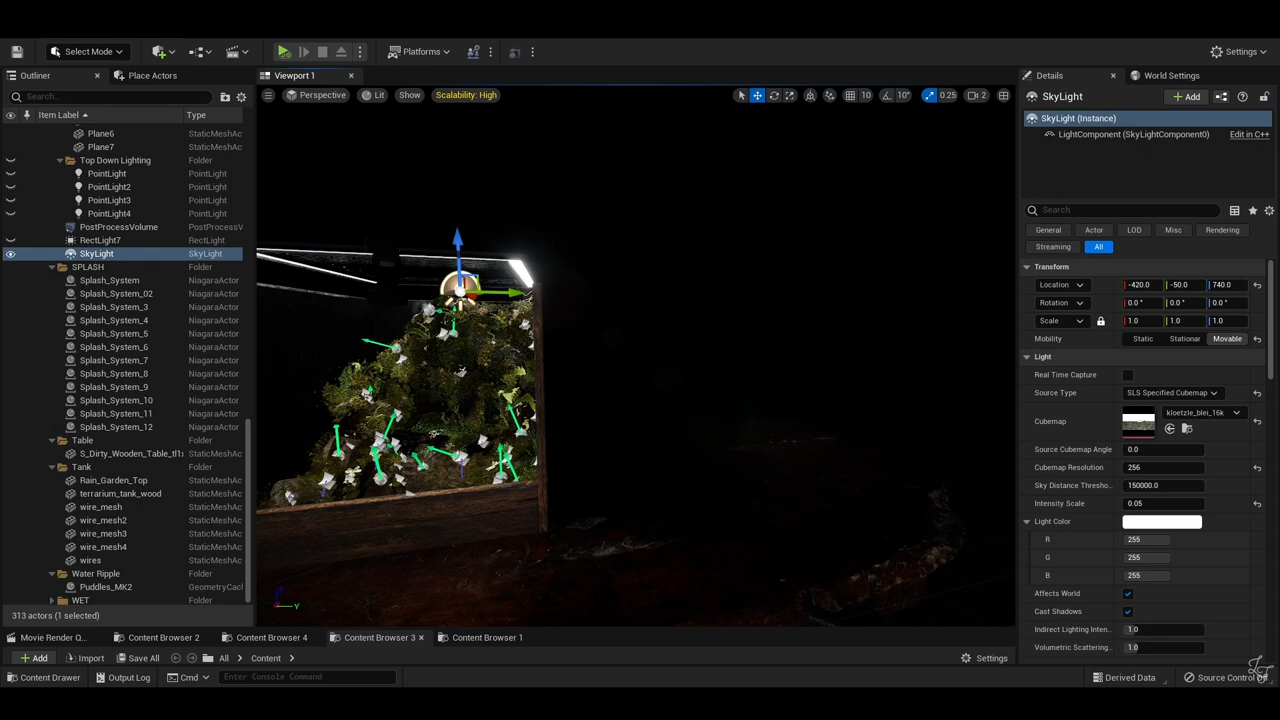 Select Mode
Platforms
Settings
Outliner
Place Actors
Viewport 1
Details
World Settings
Search...
Perspective
Lit
Show
Scalability: High
10
10°
0.25
2
SkyLight
+ Add
Item Label
Type
SkyLight (Instance)
LightComponent (SkyLightComponent0)
Edit in C++
Plane6
StaticMeshAc
Plane7
StaticMeshAc
Top Down Lighting
Folder
PointLight
PointLight
PointLight2
PointLight
PointLight3
PointLight
PointLight4
PointLight
PostProcessVolume
PostProcessV
RectLight7
RectLight
SkyLight
SkyLight
SPLASH
Folder
Splash_System
NiagaraActor
Splash_System_02
NiagaraActor
Splash_System_3
NiagaraActor
Splash_System_4
NiagaraActor
Splash_System_5
NiagaraActor
Splash_System_6
NiagaraActor
Splash_System_7
NiagaraActor
Splash_System_8
NiagaraActor
Splash_System_9
NiagaraActor
Splash_System_10
NiagaraActor
Splash_System_11
NiagaraActor
Splash_System_12
NiagaraActor
Table
Folder
S_Dirty_Wooden_Table_tl1
StaticMeshAc
Tank
Folder
Rain_Garden_Top
StaticMeshAc
terrarium_tank_wood
StaticMeshAc
wire_mesh
StaticMeshAc
wire_mesh2
StaticMeshAc
wire_mesh3
StaticMeshAc
wire_mesh4
StaticMeshAc
wires
StaticMeshAc
Water Ripple
Folder
Puddles_MK2
GeometryCacl
WET
Folder
313 actors (1 selected)
Y
Search
General
Actor
LOD
Misc
Rendering
Streaming
All
Transform
Location
-420.0
-50.0
740.0
Rotation
0.0 °
0.0 °
0.0 °
Scale
1.0
1.0
1.0
Mobility
Static
Stationar
Movable
Light
Real Time Capture
Source Type
SLS Specified Cubemap
Cubemap
kloetzle_blei_16k
Source Cubemap Angle
0.0
Cubemap Resolution
256
Sky Distance Thresho...
150000.0
Intensity Scale
0.05
Light Color
R
255
G
255
B
255
Affects World
Cast Shadows
Indirect Lighting Inten...
1.0
Volumetric Scattering...
1.0
Movie Render Q...
Content Browser 2
Content Browser 4
Content Browser 3
Content Browser 1
+ Add
Import
Save All
All
Content
Settings
Content Drawer
Output Log
Cmd
Enter Console Command
Derived Data
Source Control